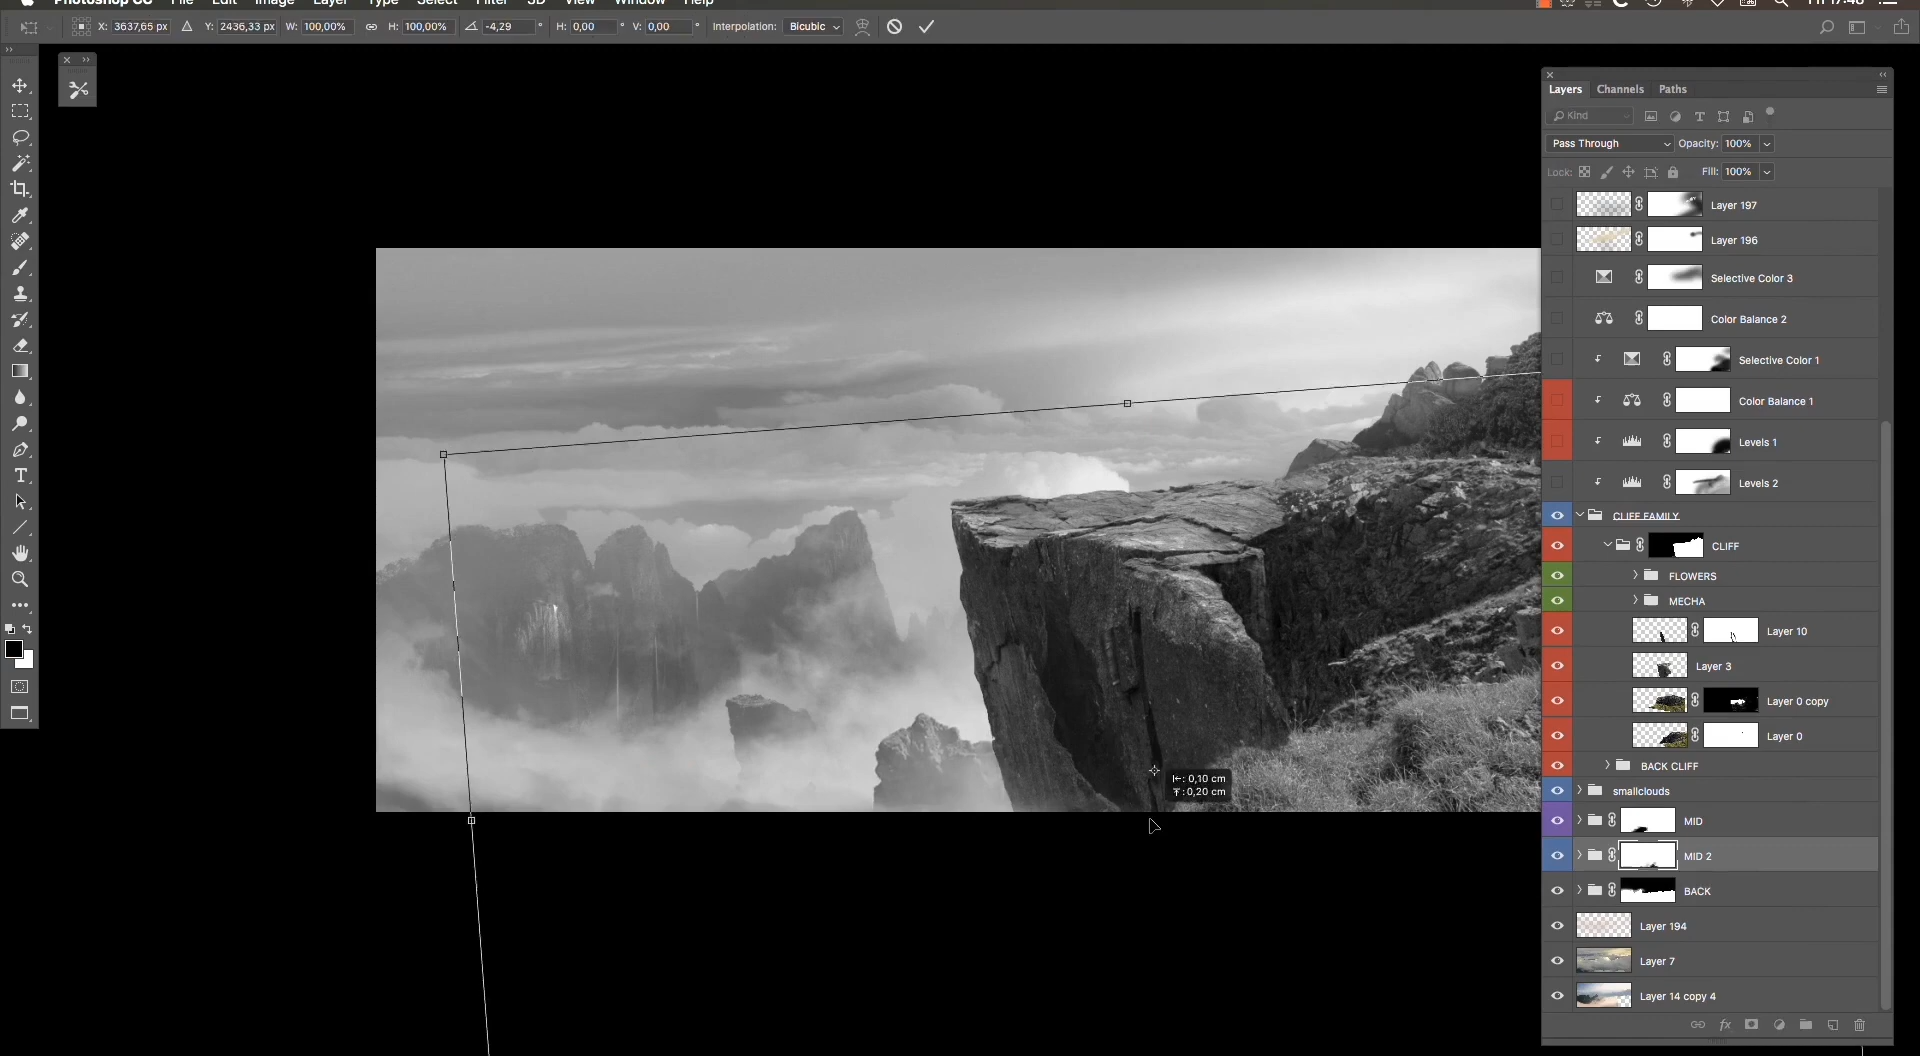 Photoshop CC File Edit Image Layer Type Select Filter 3D View Window Help Fri 17:48
X: 3637,65 px Y: 2436,33 px W: 100,00% H: 100,00% -4,29 ° H: 0,00 ° V: 0,00 ° Interpolation: Bicubic
Layers Channels Paths
Kind
Pass Through Opacity: 100%
Lock: Fill: 100%
Layer 197
Layer 196
Selective Color 3
Color Balance 2
Selective Color 1
Color Balance 1
Levels 1
Levels 2
CLIFF FAMILY
CLIFF
FLOWERS
MECHA
Layer 10
Layer 3
Layer 0 copy
Layer 0
BACK CLIFF
smallclouds
MID
MID 2
BACK
Layer 194
Layer 7
Layer 14 copy 4
: 0,10 cm
: 0,20 cm